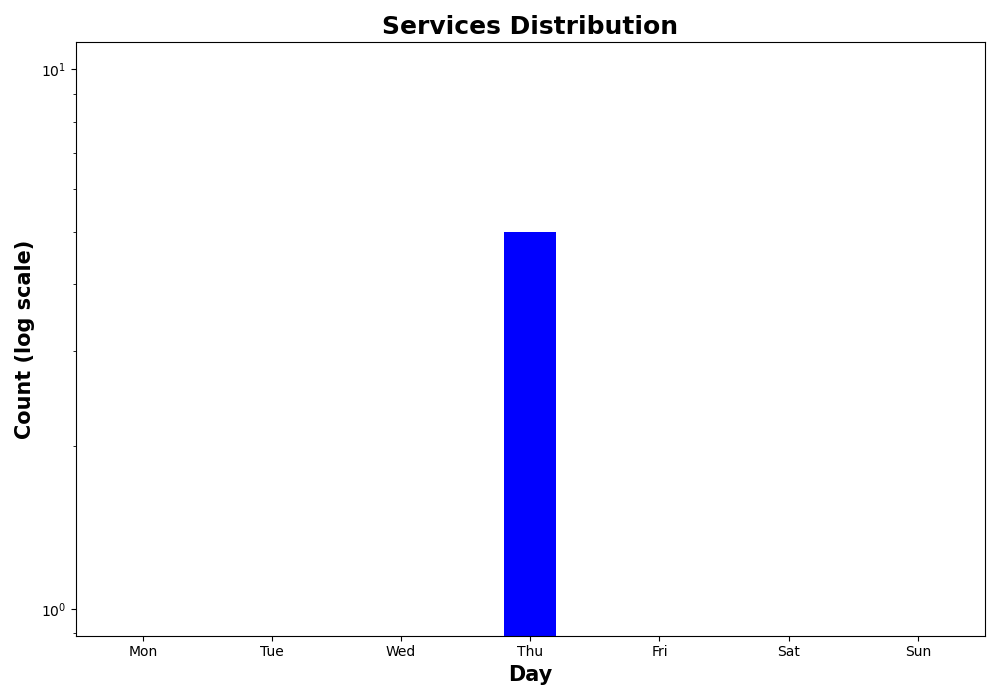 Services Distribution
Count (log scale)
10¹
10⁰
Mon Tue Wed Thu Fri Sat Sun
Day